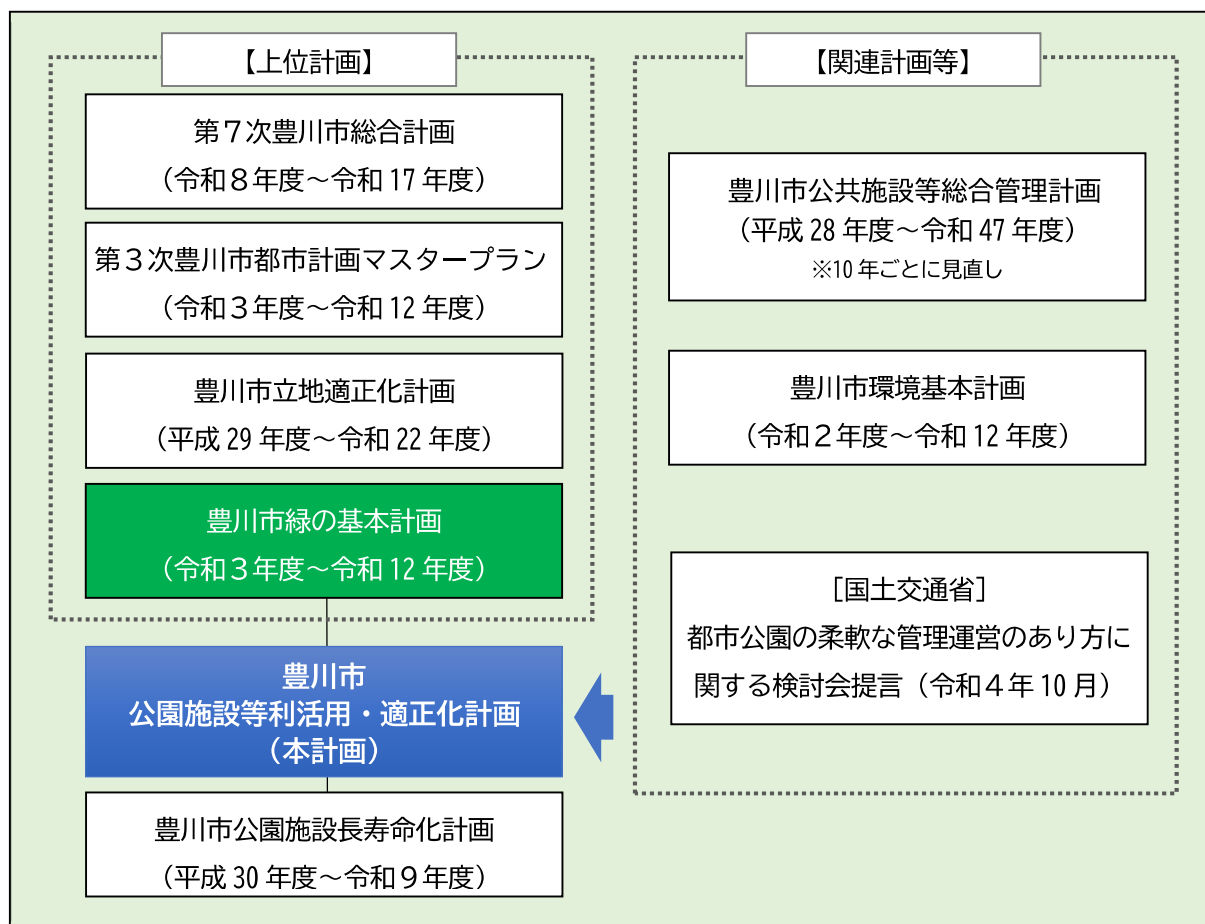 【上位計画】
第７次豊川市総合計画
（令和８年度～令和 17 年度）
第３次豊川市都市計画マスタープラン
（令和３年度～令和 12 年度）
豊川市立地適正化計画
（平成 29 年度～令和 22 年度）
豊川市緑の基本計画
（令和３年度～令和 12 年度）
豊川市
公園施設等利活用・適正化計画
（本計画）
豊川市公園施設長寿命化計画
（平成 30 年度～令和９年度）
【関連計画等】
豊川市公共施設等総合管理計画
（平成 28 年度～令和 47 年度）
※10 年ごとに見直し
豊川市環境基本計画
（令和２年度～令和 12 年度）
［国土交通省］
都市公園の柔軟な管理運営のあり方に
関する検討会提言（令和４年 10 月）